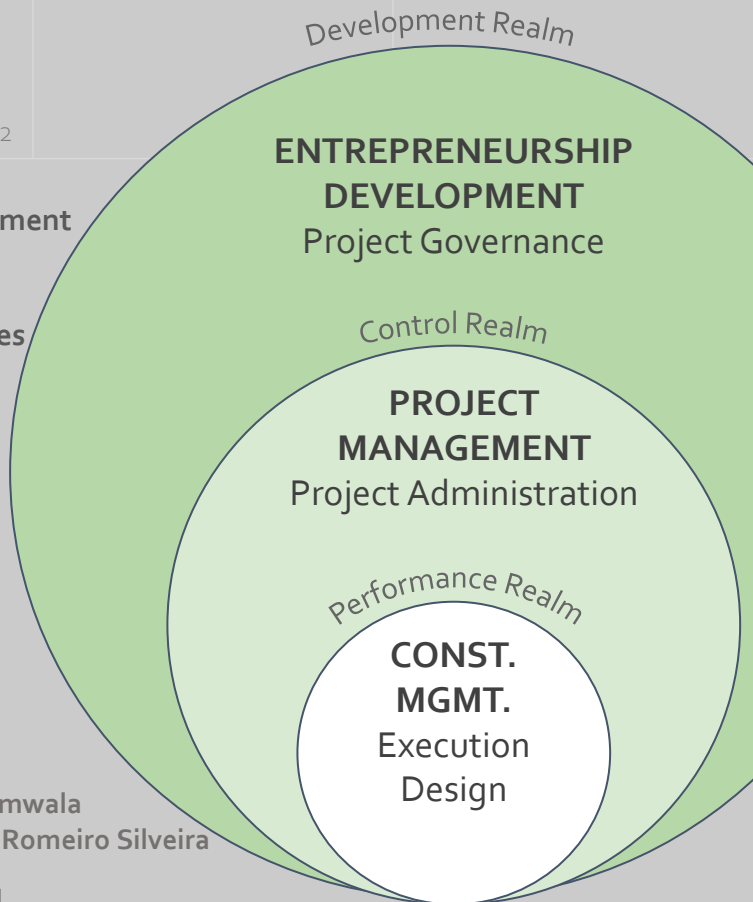 Development Realm
2
ENTREPRENEURSHIP
DEVELOPMENT
Project Governance
ment
es
Control Realm
PROJECT
MANAGEMENT
Project Administration
Performance Realm
CONST.
MGMT.
Execution
Design
mwala
Romeiro Silveira